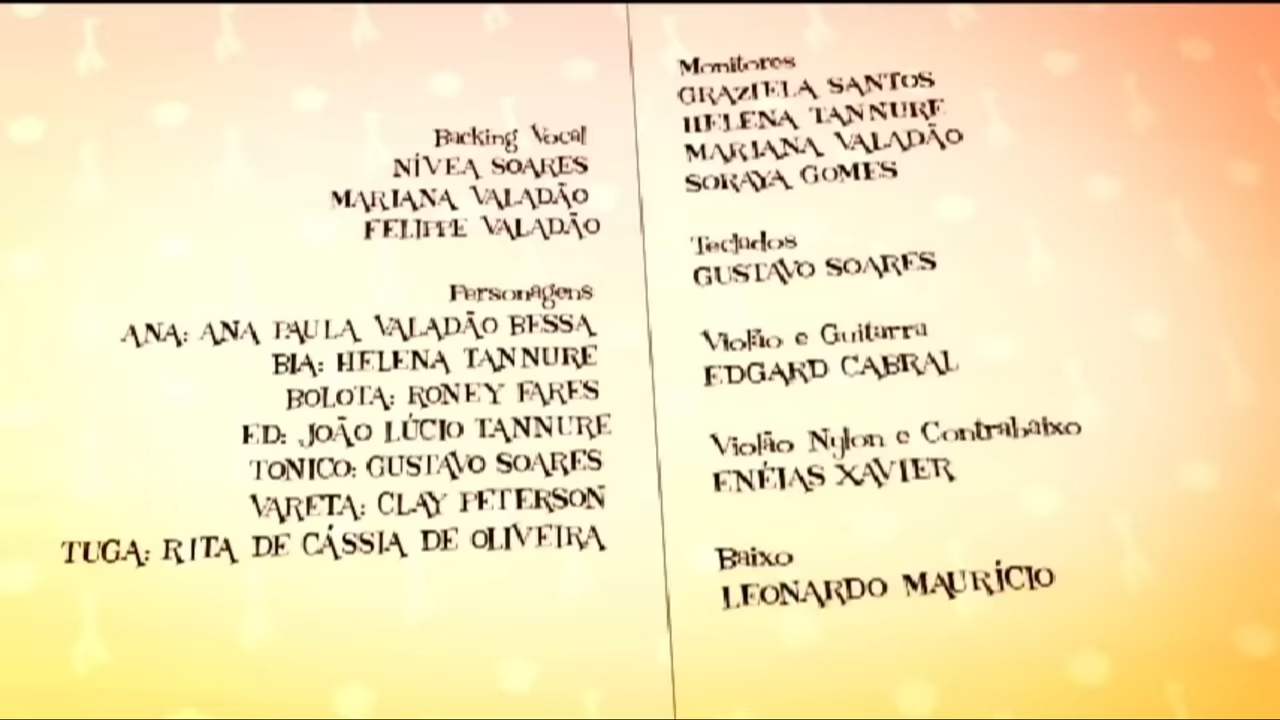 Backing Vocal
NÍVEA SOARES
MARIANA VALADÃO
FELIPPE VALADÃO
Personagens
ANA: ANA PAULA VALADÃO BESSA
BIA: HELENA TANNURE
BOLOTA: RONEY FARES
ED: JOÃO LÚCIO TANNURE
TONICO: GUSTAVO SOARES
VARETA: CLAY PETERSON
TUGA: RITA DE CÁSSIA DE OLIVEIRA
Monitores
GRAZIELA SANTOS
HELENA TANNURE
MARIANA VALADÃO
SORAYA GOMES
Teclados
GUSTAVO SOARES
Violão e Guitarra
EDGARD CABRAL
Violão Nylon e Contrabaixo
ENÉIAS XAVIER
Baixo
LEONARDO MAURÍCIO